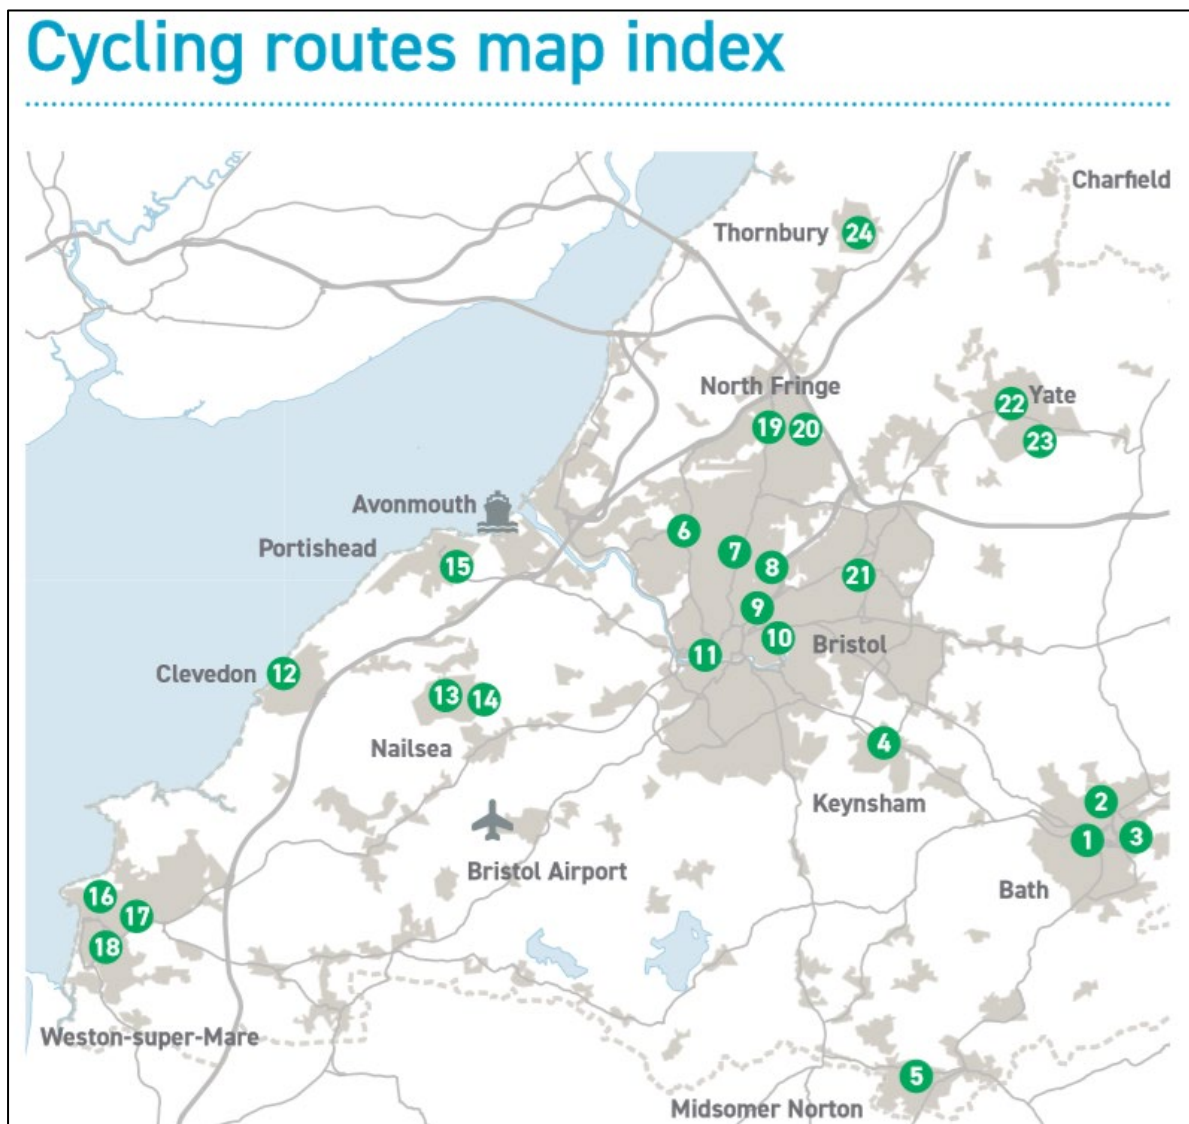 Cycling routes map index
Charfield
Thornbury
24
North Fringe
22
Yate
19
20
23
Avonmouth
6
Portishead
7
15
8
21
9
10
Bristol
11
Clevedon
12
13
14
4
Nailsea
2
Keynsham
1
3
Bristol Airport
Bath
16
17
18
Weston-super-Mare
5
Midsomer Norton